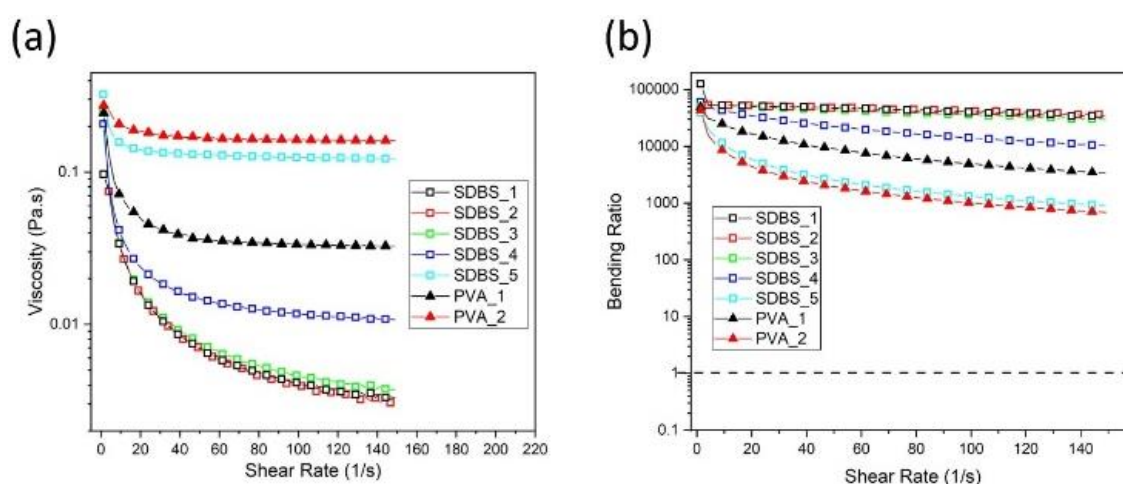 (a)
Viscosity (Pa.s)
0.1
0.01
SDBS_1
SDBS_2
SDBS_3
SDBS_4
SDBS_5
PVA_1
PVA_2
0 20 40 60 80 100 120 140 160 180 200 220
Shear Rate (1/s)
(b)
Bending Ratio
100000
10000
1000
100
10
1
0.1
SDBS_1
SDBS_2
SDBS_3
SDBS_4
SDBS_5
PVA_1
PVA_2
0 20 40 60 80 100 120 140
Shear Rate (1/s)